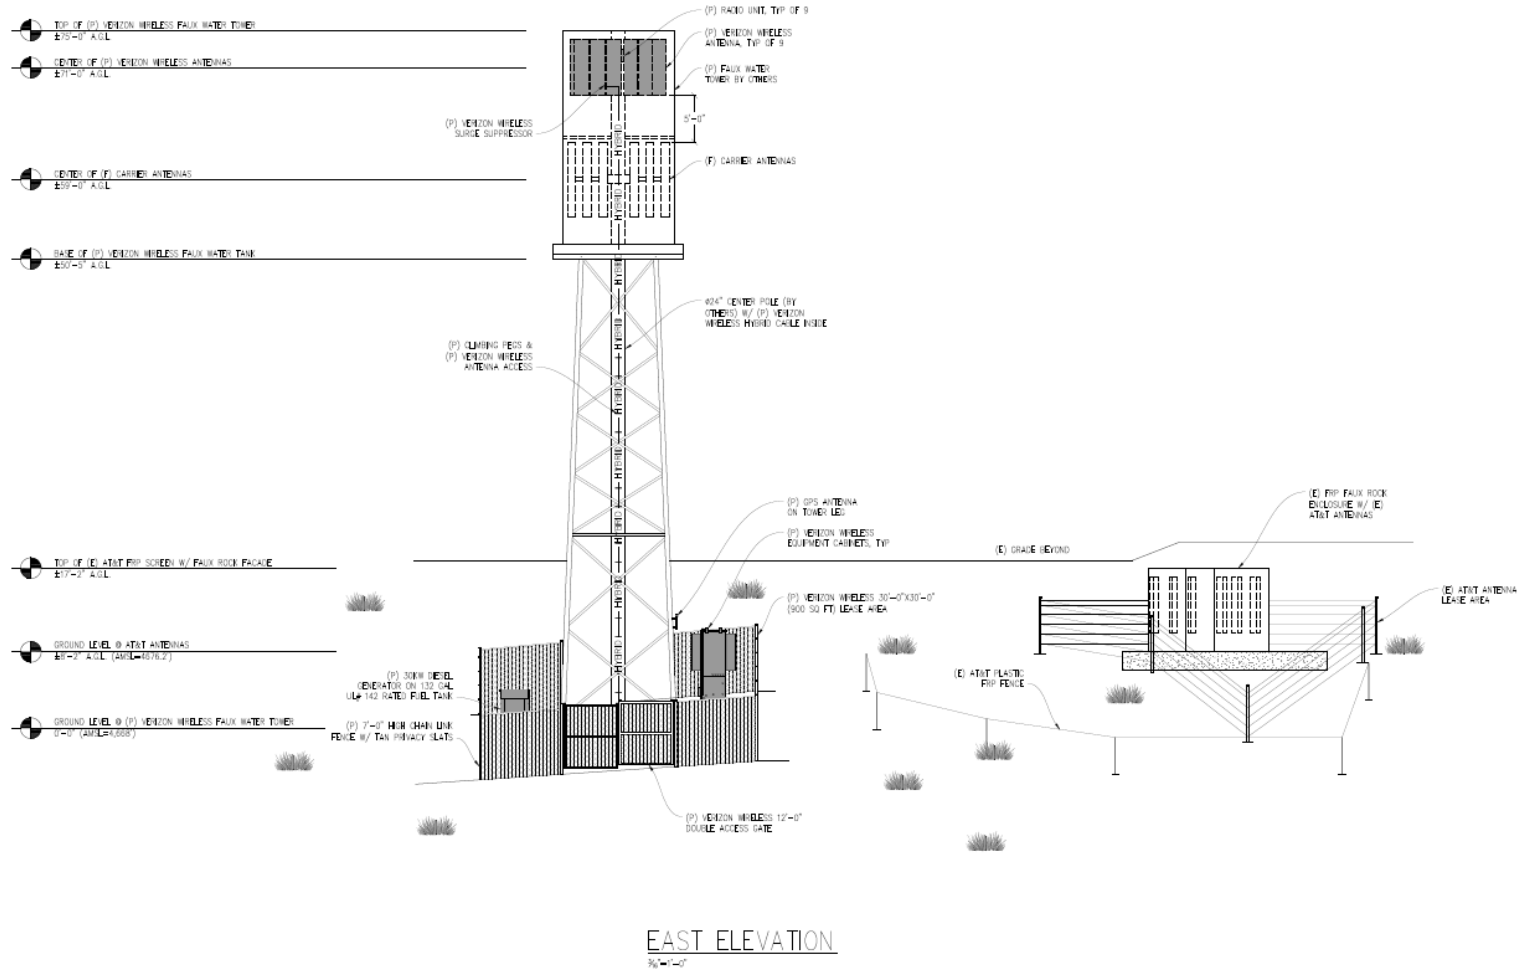 TOP OF (P) VERIZON WIRELESS FAUX WATER TOWER
±75'-0" A.G.L.
CENTER OF (P) VERIZON WIRELESS ANTENNAS
±71'-0" A.G.L.
(P) RADIO UNIT, TYP OF 9
(P) VERIZON WIRELESS
ANTENNA, TYP OF 9
(P) FAUX WATER
TOWER BY OTHERS
5'-0"
(P) VERIZON WIRELESS
SURGE SUPPRESSOR
HYBRID
(F) CARRIER ANTENNAS
CENTER OF (F) CARRIER ANTENNAS
±59'-0" A.G.L.
HYBRID
BASE OF (P) VERIZON WIRELESS FAUX WATER TANK
±50'-5" A.G.L.
HYBRID
ø24" CENTER POLE (BY
OTHERS) W/ (P) VERIZON
WIRELESS HYBRID CABLE INSIDE
HYBRID
(P) CLIMBING PEGS &
(P) VERIZON WIRELESS
ANTENNA ACCESS
HYBRID
HYBRID
(P) GPS ANTENNA
ON TOWER LEG
(P) VERIZON WIRELESS
EQUIPMENT CABINETS, TYP
HYBRID
(E) FRP FAUX ROCK
ENCLOSURE W/ (E)
AT&T ANTENNAS
(E) GRADE BEYOND
TOP OF (E) AT&T FRP SCREEN W/ FAUX ROCK FACADE
±17'-2" A.G.L.
HYBRID
(P) VERIZON WIRELESS 30'-0"X30'-0"
(900 SQ FT) LEASE AREA
(E) AT&T ANTENNA
LEASE AREA
GROUND LEVEL @ AT&T ANTENNAS
±8'-2" A.G.L. (AMSL=4676.2')
HYBRID
(P) 30KW DIESEL
GENERATOR ON 132 GAL
UL# 142 RATED FUEL TANK
(E) AT&T PLASTIC
FRP FENCE
GROUND LEVEL @ (P) VERIZON WIRELESS FAUX WATER TOWER
0'-0" (AMSL=4,668')
(P) 7'-0" HIGH CHAIN LINK
FENCE W/ TAN PRIVACY SLATS
(P) VERIZON WIRELESS 12'-0"
DOUBLE ACCESS GATE
EAST ELEVATION